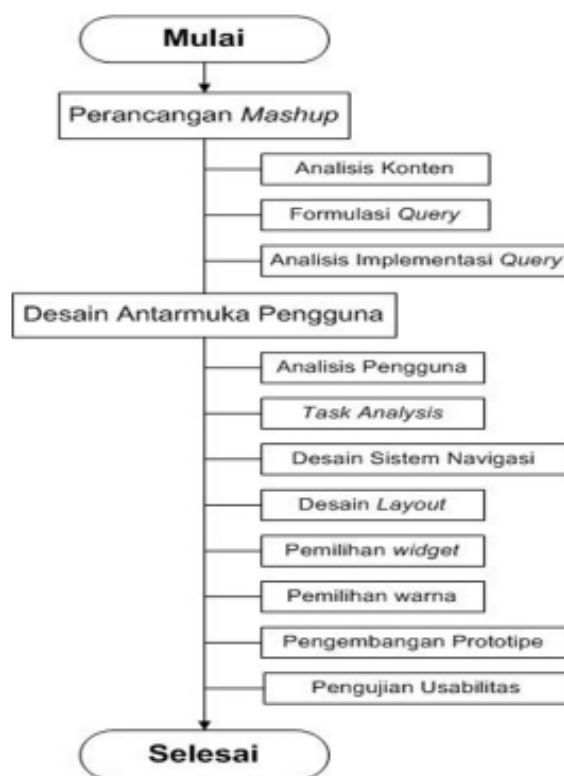 Mulai
Perancangan Mashup
Analisis Konten
Formulasi Query
Analisis Implementasi Query
Desain Antarmuka Pengguna
Analisis Pengguna
Task Analysis
Desain Sistem Navigasi
Desain Layout
Pemilihan widget
Pemilihan warna
Pengembangan Prototipe
Pengujian Usabilitas
Selesai